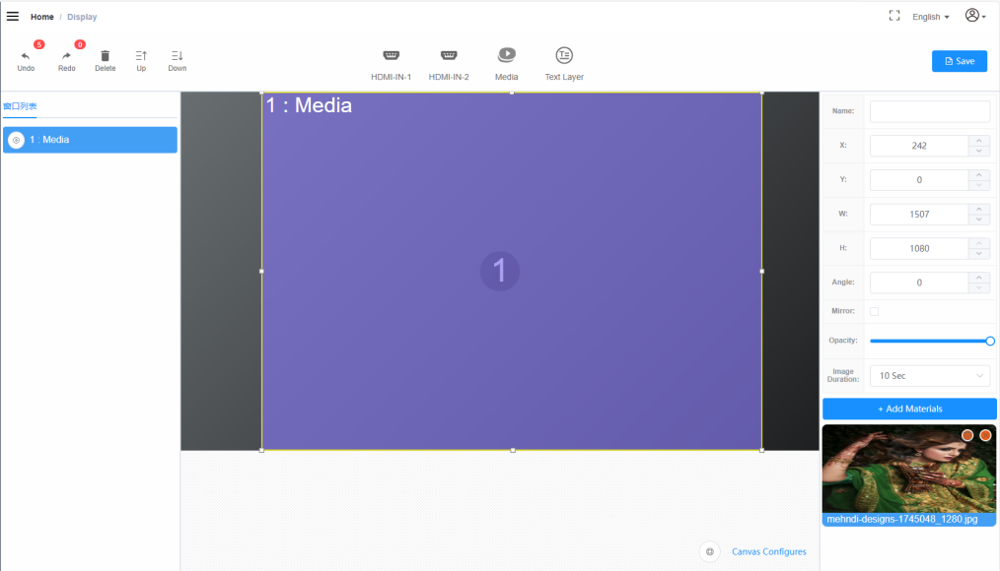 Home / Display
English
5
0
Undo
Redo
Delete
Up
Down
HDMI-IN-1
HDMI-IN-2
Media
Text Layer
Save
窗口列表
1 : Media
1 : Media
1
Name:
X:
242
Y:
0
W:
1507
H:
1080
Angle:
0
Mirror:
Opacity:
Image
Duration:
10 Sec
+ Add Materials
mehndi-designs-1745048_1280.jpg
Canvas Configures